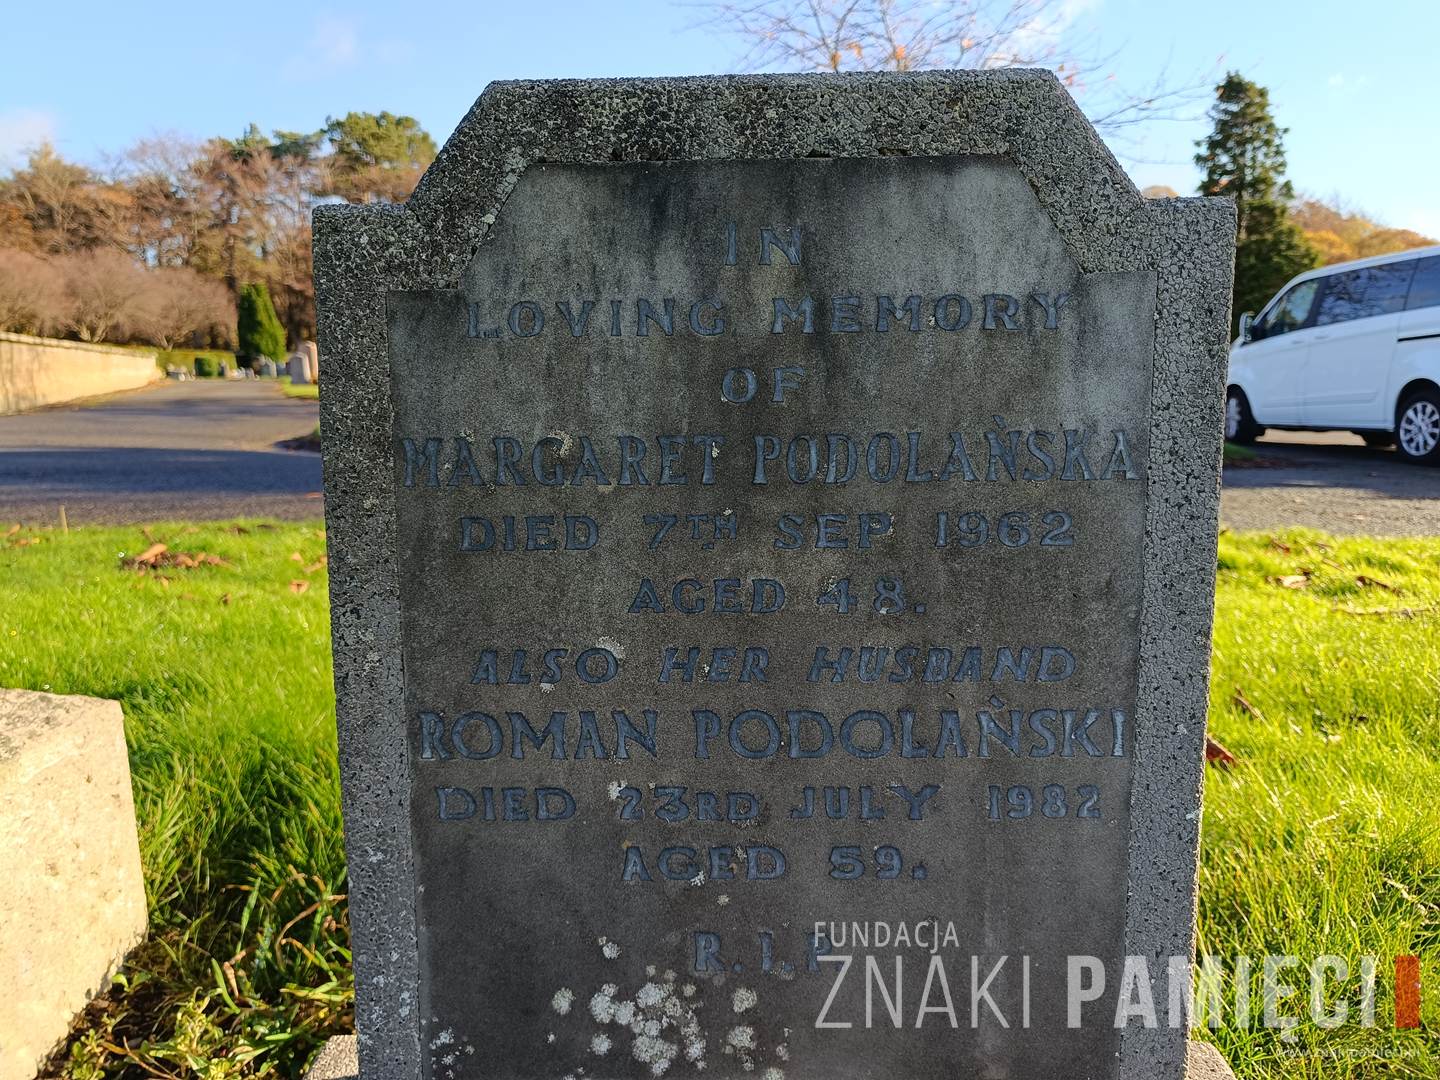 IN
LOVING MEMORY
OF
MARGARET PODOLAŃSKA
DIED 7TH SEP 1962
AGED 48.
ALSO HER HUSBAND
ROMAN PODOLAŃSKI
DIED 23RD JULY 1982
AGED 59.
R.I.P
FUNDACJA
ZNAKI PAMIĘCI